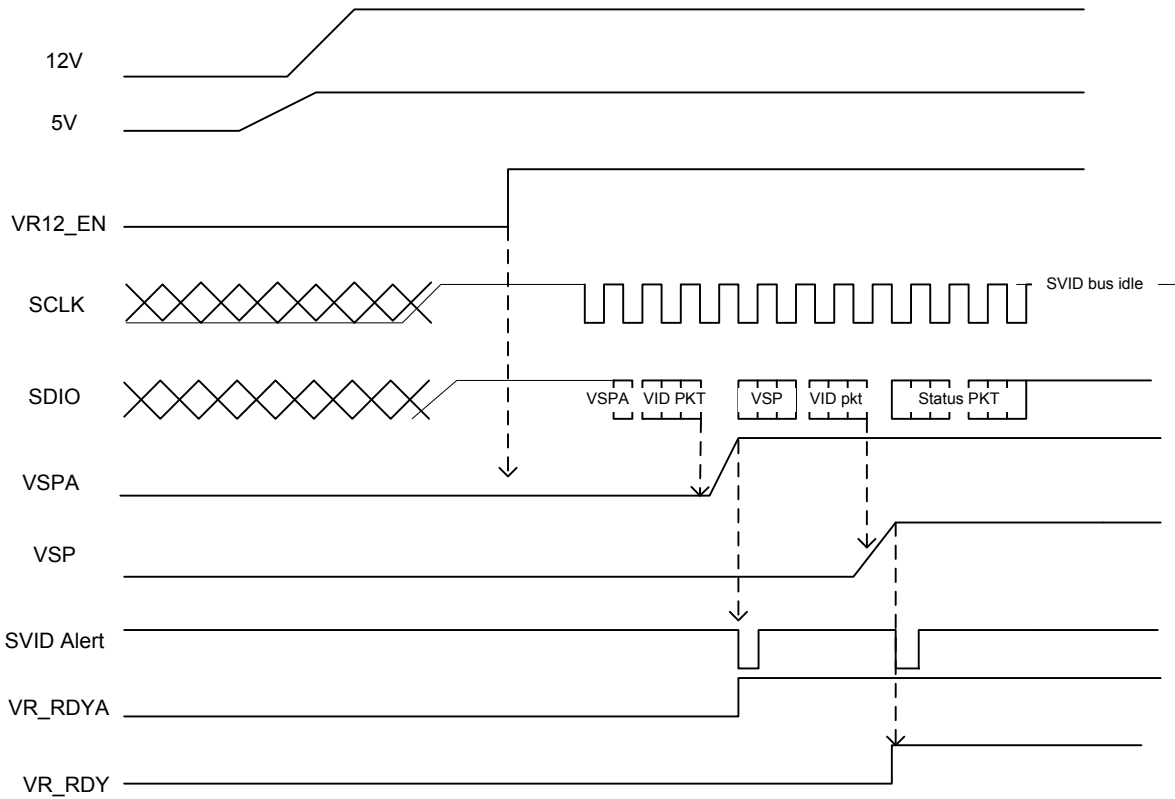 12V
5V
VR12_EN
SCLK
SVID bus idle
SDIO
VSPA VID PKT VSP VID pkt Status PKT
VSPA
VSP
SVID Alert
VR_RDYA
VR_RDY